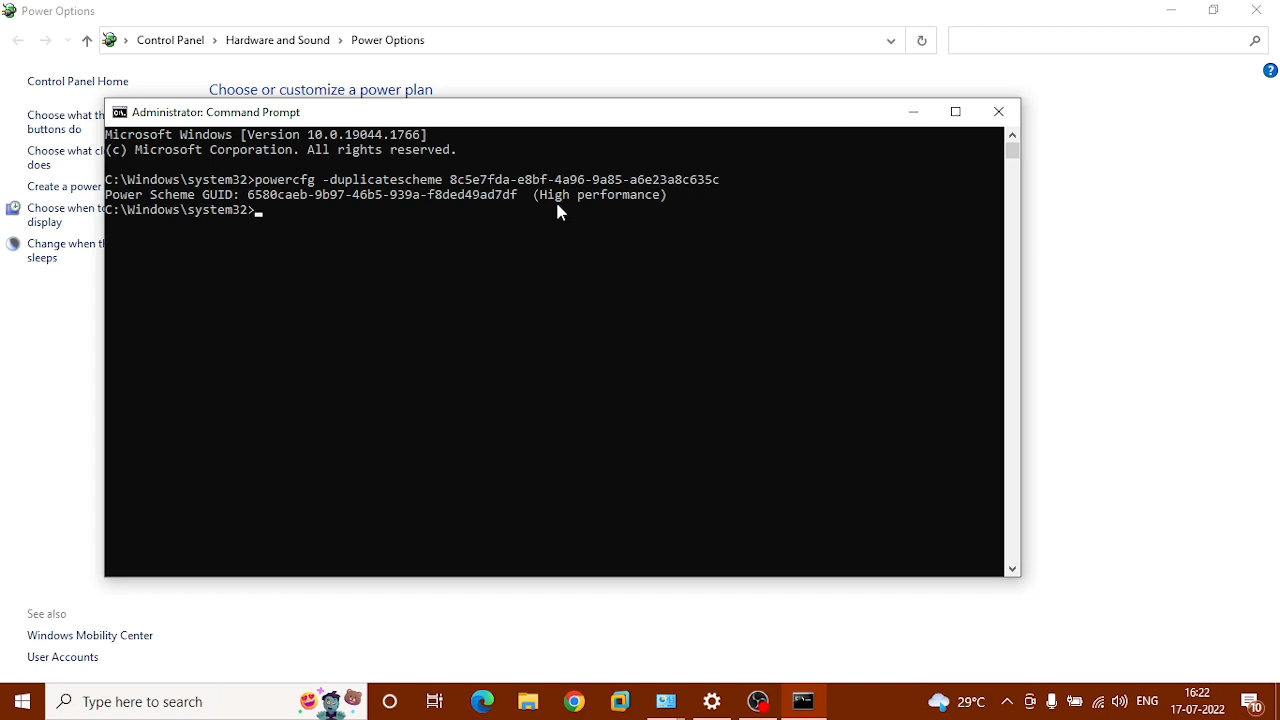 Power Options
Control Panel > Hardware and Sound > Power Options
Control Panel Home
Choose or customize a power plan
Choose what th
buttons do
Choose what cl
does
Create a power
Choose when to
display
Change when th
sleeps
Administrator: Command Prompt
Microsoft Windows [Version 10.0.19044.1766]
(c) Microsoft Corporation. All rights reserved.
C:\Windows\system32>powercfg -duplicatescheme 8c5e7fda-e8bf-4a96-9a85-a6e23a8c635c
Power Scheme GUID: 6580caeb-9b97-46b5-939a-f8ded49ad7df  (High performance)
C:\Windows\system32>
See also
Windows Mobility Center
User Accounts
Type here to search
29°C
ENG
16:22
17-07-2022
10